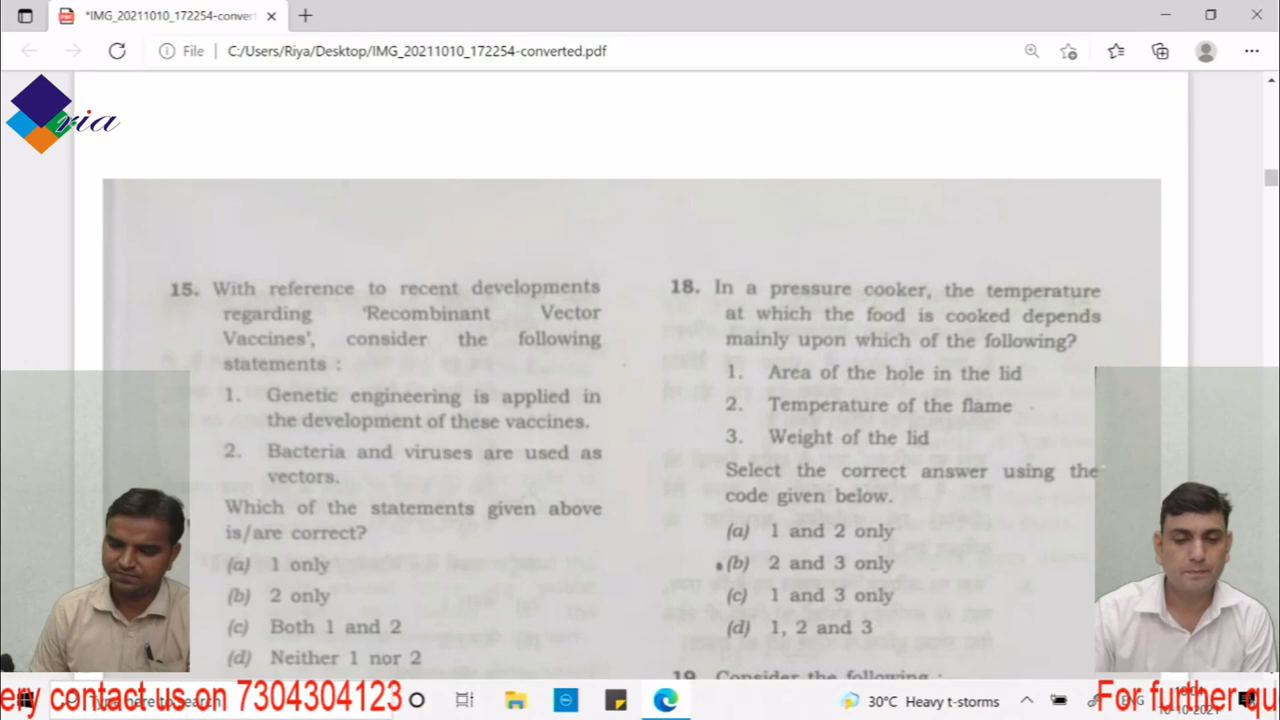 *IMG_20211010_172254-convert
File
C:/Users/Riya/Desktop/IMG_20211010_172254-converted.pdf
ria
15. With reference to recent developments
regarding 'Recombinant Vector
Vaccines', consider the following
statements :
1. Genetic engineering is applied in
the development of these vaccines.
2. Bacteria and viruses are used as
vectors.
Which of the statements given above
is/are correct?
(a) 1 only
(b) 2 only
(c) Both 1 and 2
(d) Neither 1 nor 2
18. In a pressure cooker, the temperature
at which the food is cooked depends
mainly upon which of the following?
1. Area of the hole in the lid
2. Temperature of the flame
3. Weight of the lid
Select the correct answer using the
code given below.
(a) 1 and 2 only
(b) 2 and 3 only
(c) 1 and 3 only
(d) 1, 2 and 3
19. Consider the following :
contact us on 7304304123
For further qu
30°C Heavy t-storms
ENG